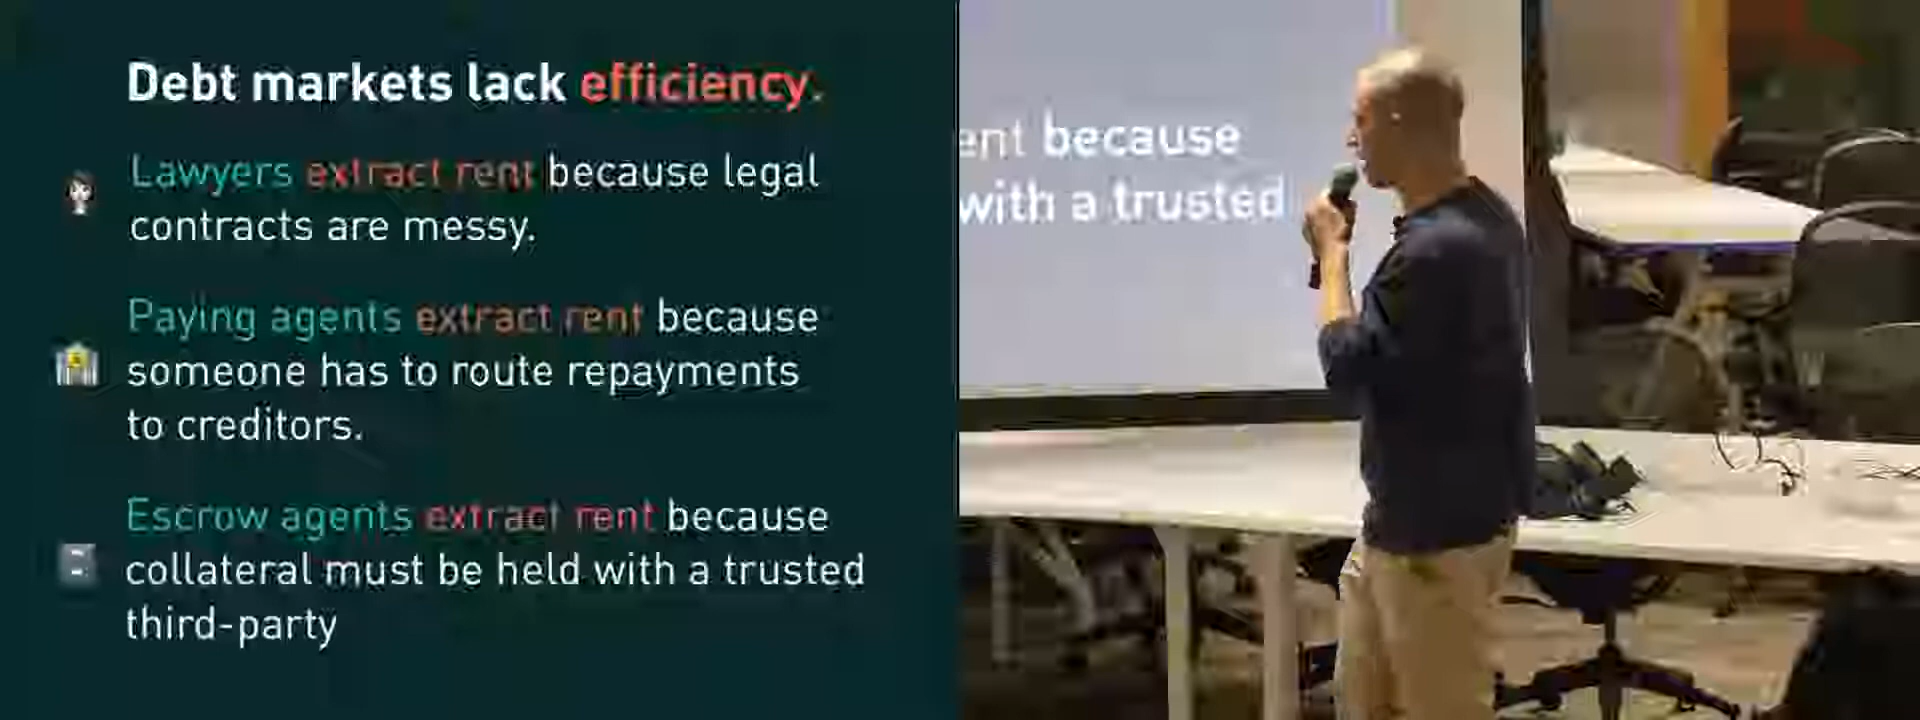 Debt markets lack efficiency.
Lawyers extract rent because legal
contracts are messy.
Paying agents extract rent because
someone has to route repayments
to creditors.
Escrow agents extract rent because
collateral must be held with a trusted
third-party
ent because
with a trusted